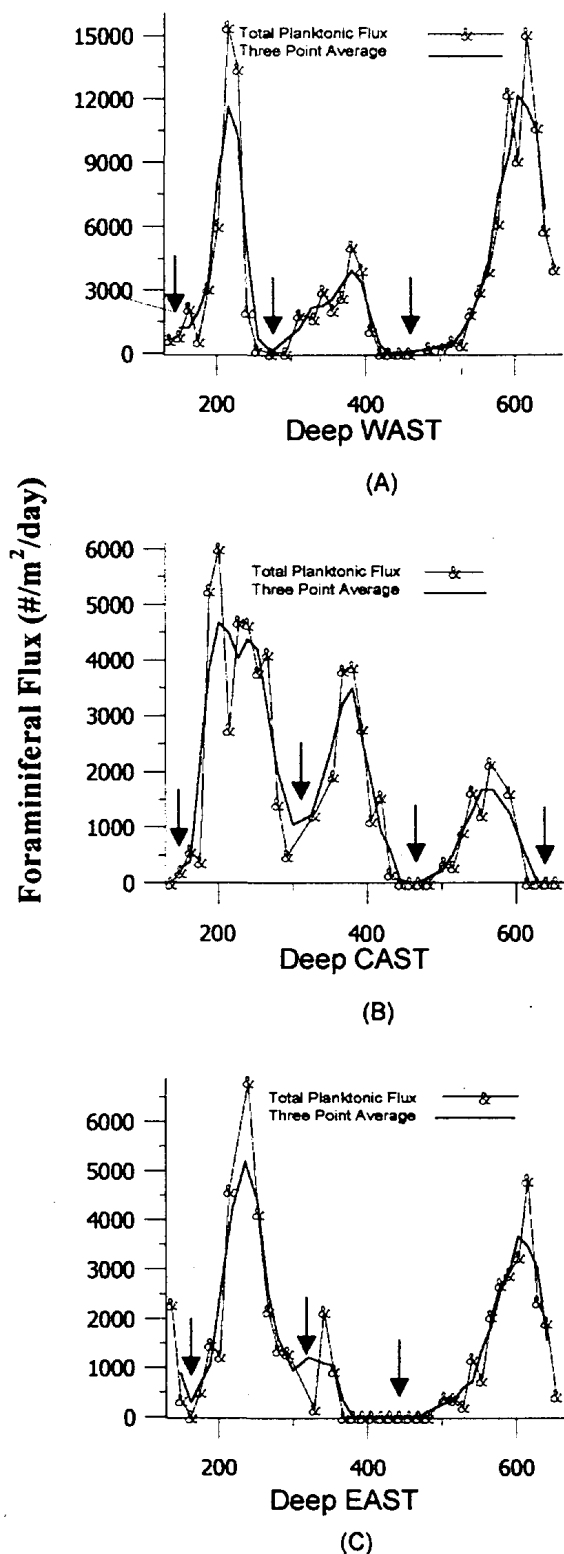 Foraminiferal Flux (#/m²/day)
Total Planktonic Flux
Three Point Average
15000
12000
9000
6000
3000
0
200 400 600
Deep WAST
(A)
Total Planktonic Flux
Three Point Average
6000
5000
4000
3000
2000
1000
0
200 400 600
Deep CAST
(B)
Total Planktonic Flux
Three Point Average
6000
5000
4000
3000
2000
1000
0
200 400 600
Deep EAST
(C)